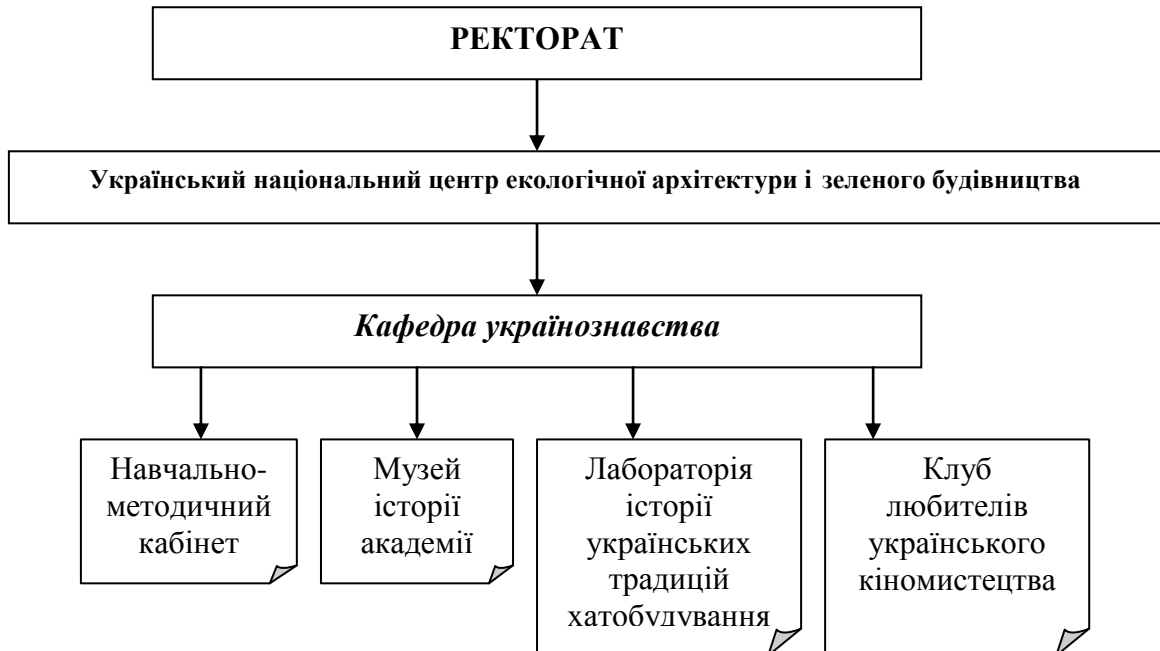 РЕКТОРАТ
Український національний центр екологічної архітектури і зеленого будівництва
Кафедра українознавства
Навчально-
методичний
кабінет
Музей
історії
академії
Лабораторія
історії
українських
традицій
хатобудування
Клуб
любителів
українського
кіномистецтва